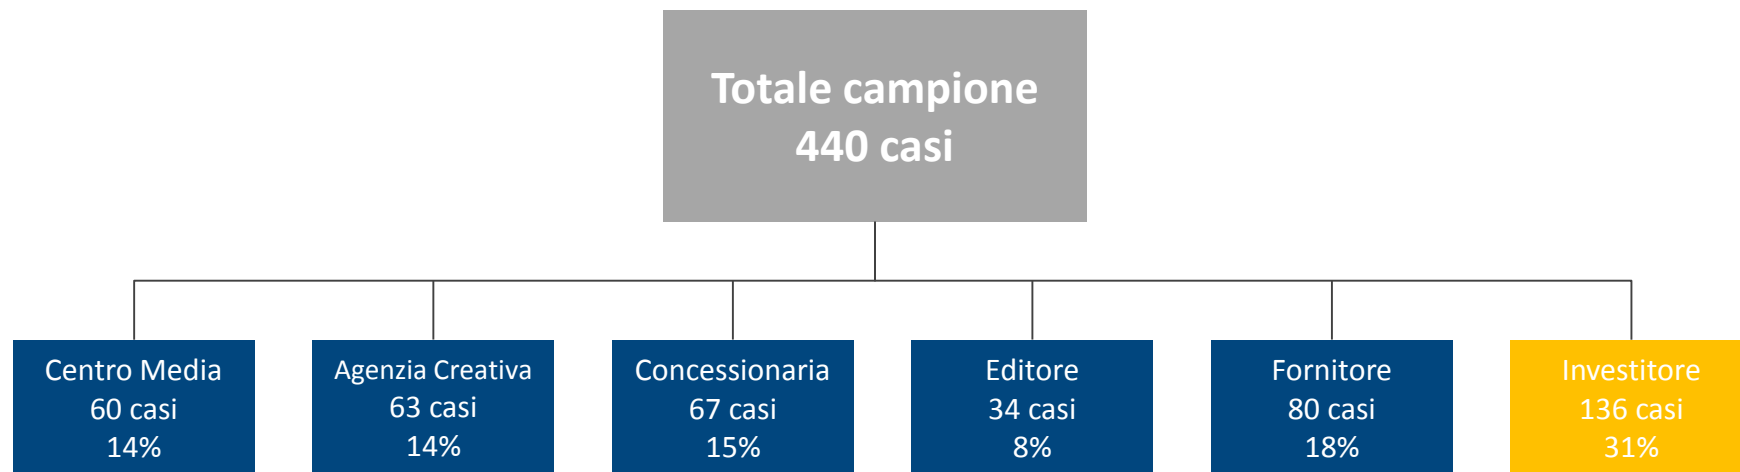 Totale campione
440 casi
Centro Media
60 casi
14%
Agenzia Creativa
63 casi
14%
Concessionaria
67 casi
15%
Editore
34 casi
8%
Fornitore
80 casi
18%
Investitore
136 casi
31%